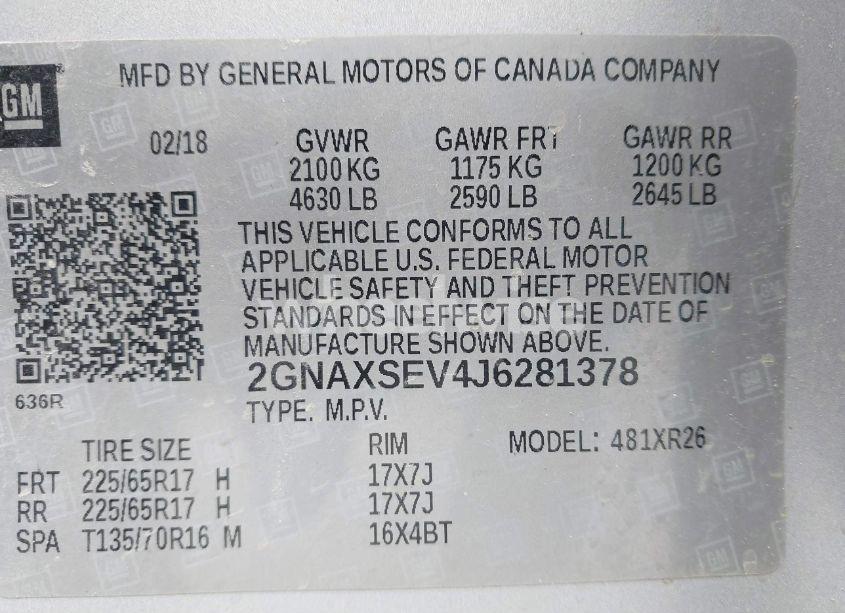 MFD BY GENERAL MOTORS OF CANADA COMPANY
GM
02/18 GVWR GAWR FRT GAWR RR
2100 KG 1175 KG 1200 KG
4630 LB 2590 LB 2645 LB
THIS VEHICLE CONFORMS TO ALL
APPLICABLE U.S. FEDERAL MOTOR
VEHICLE SAFETY AND THEFT PREVENTION
STANDARDS IN EFFECT ON THE DATE OF
MANUFACTURE SHOWN ABOVE.
2GNAXSEV4J6281378
636R
TYPE: M.P.V.
TIRE SIZE RIM MODEL: 481XR26
FRT 225/65R17 H 17X7J
RR 225/65R17 H 17X7J
SPA T135/70R16 M 16X4BT